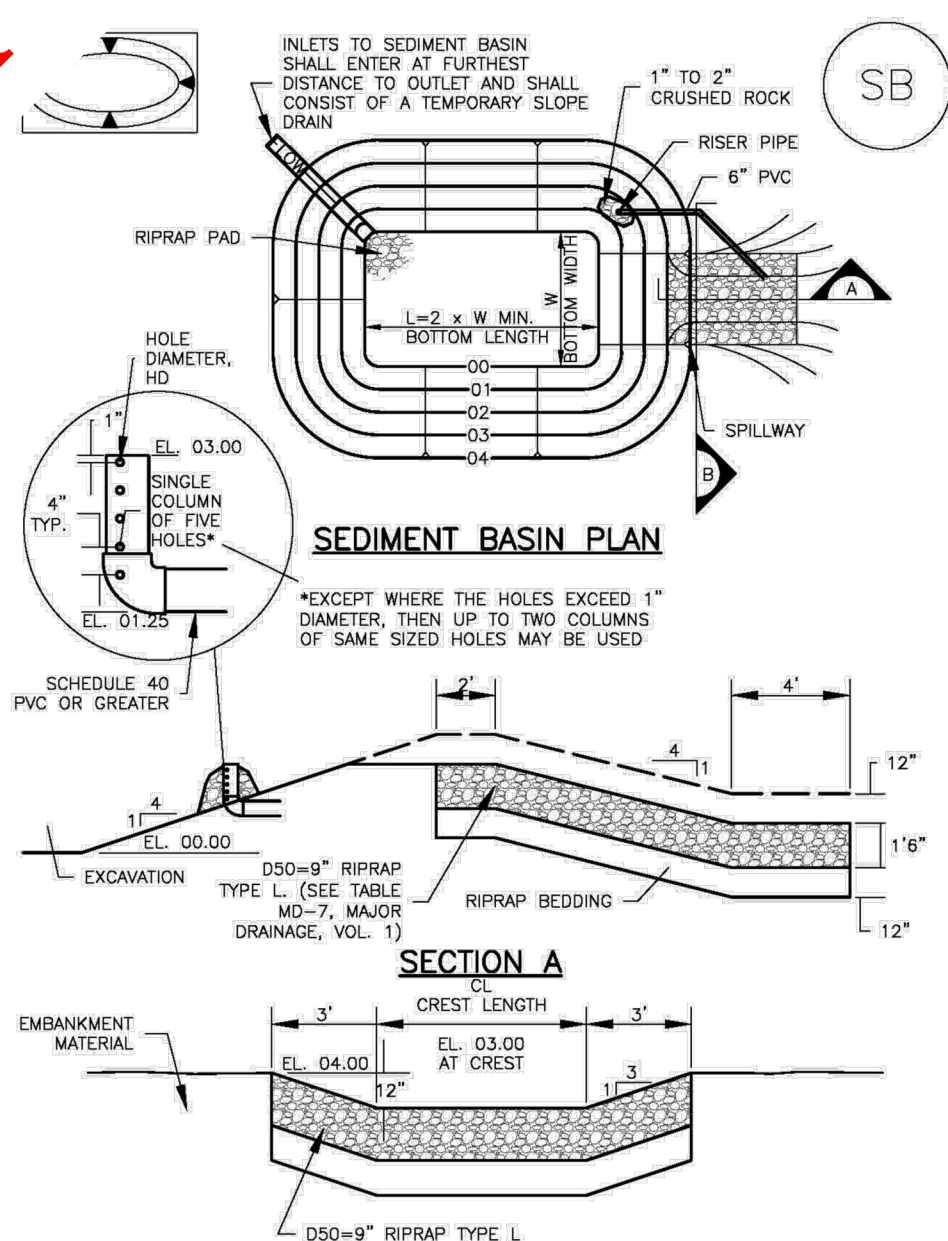 INLETS TO SEDIMENT BASIN
SHALL ENTER AT FURTHEST
DISTANCE TO OUTLET AND SHALL
CONSIST OF A TEMPORARY SLOPE
DRAIN
1" TO 2"
CRUSHED ROCK
SB
RISER PIPE
6" PVC
FLOW
RIPRAP PAD
A
W
BOTTOM WIDTH
L=2 x W MIN.
BOTTOM LENGTH
00
01
02
03
04
SPILLWAY
B
HOLE
DIAMETER,
HD
1"
EL. 03.00
4"
TYP.
SINGLE
COLUMN
OF FIVE
HOLES*
EL. 01.25
SEDIMENT BASIN PLAN
*EXCEPT WHERE THE HOLES EXCEED 1"
DIAMETER, THEN UP TO TWO COLUMNS
OF SAME SIZED HOLES MAY BE USED
SCHEDULE 40
PVC OR GREATER
2'
4'
4
1
12"
4
1
EL. 00.00
1'6"
EXCAVATION
D50=9" RIPRAP
TYPE L. (SEE TABLE
MD-7, MAJOR
DRAINAGE, VOL. 1)
RIPRAP BEDDING
12"
SECTION A
CL
CREST LENGTH
3'
3'
EMBANKMENT
MATERIAL
EL. 04.00
EL. 03.00
AT CREST
12"
3
1
D50=9" RIPRAP TYPE L